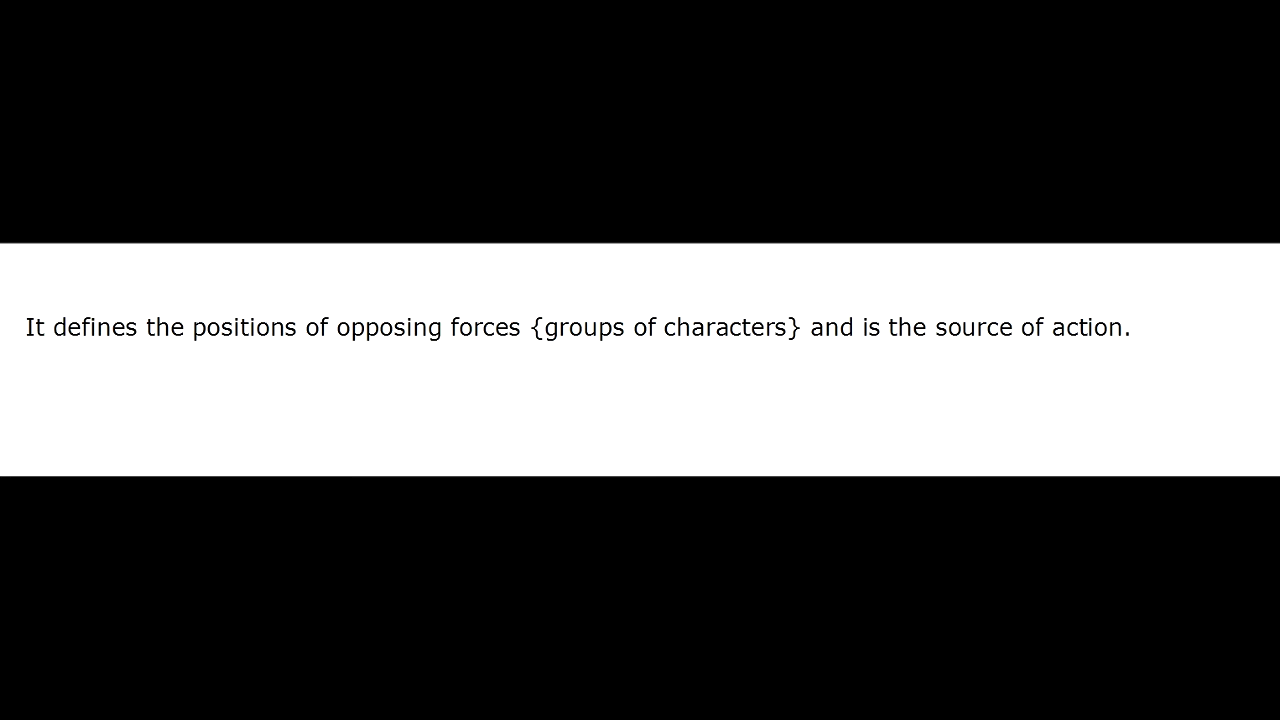 It defines the positions of opposing forces {groups of characters} and is the source of action.